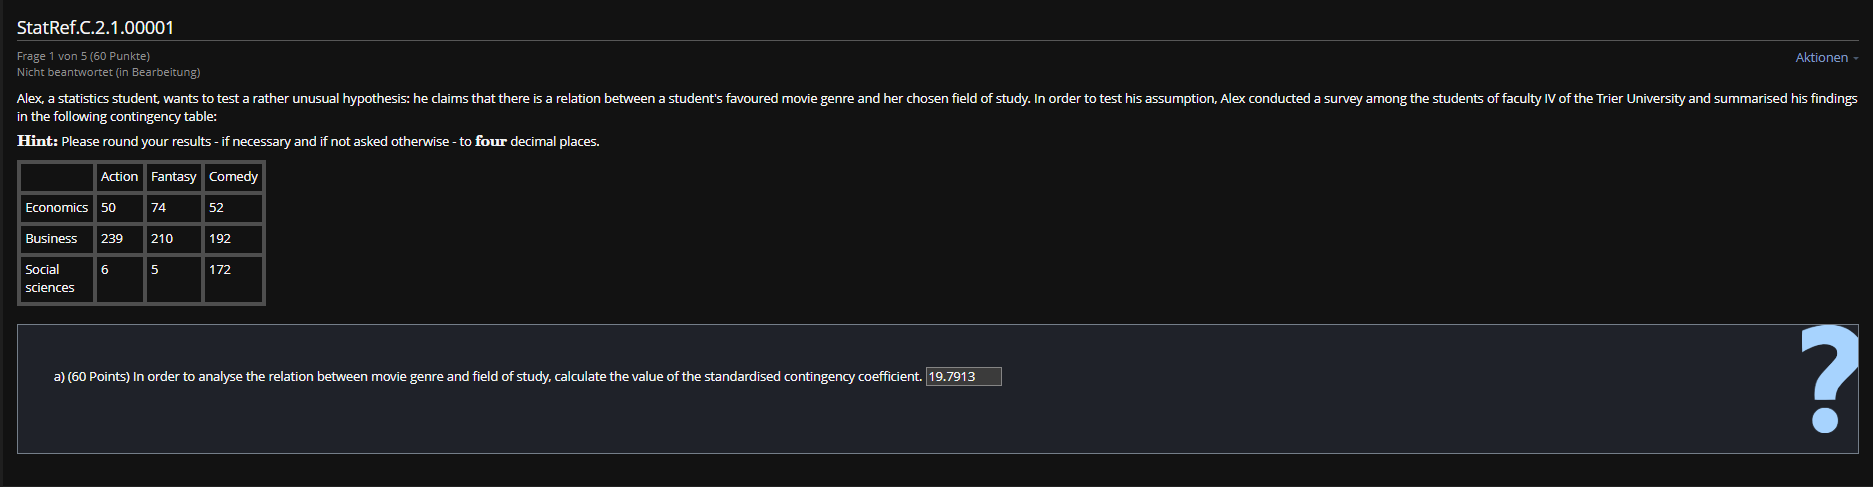 StatRef.C.2.1.00001
Frage 1 von 5 (60 Punkte)
Nicht beantwortet (in Bearbeitung)
Aktionen
Alex, a statistics student, wants to test a rather unusual hypothesis: he claims that there is a relation between a student's favoured movie genre and her chosen field of study. In order to test his assumption, Alex conducted a survey among the students of faculty IV of the Trier University and summarised his findings
in the following contingency table:
Hint: Please round your results - if necessary and if not asked otherwise - to four decimal places.
Action Fantasy Comedy
Economics 50 74 52
Business 239 210 192
Social 6 5 172
sciences
a) (60 Points) In order to analyse the relation between movie genre and field of study, calculate the value of the standardised contingency coefficient. 19.7913
?